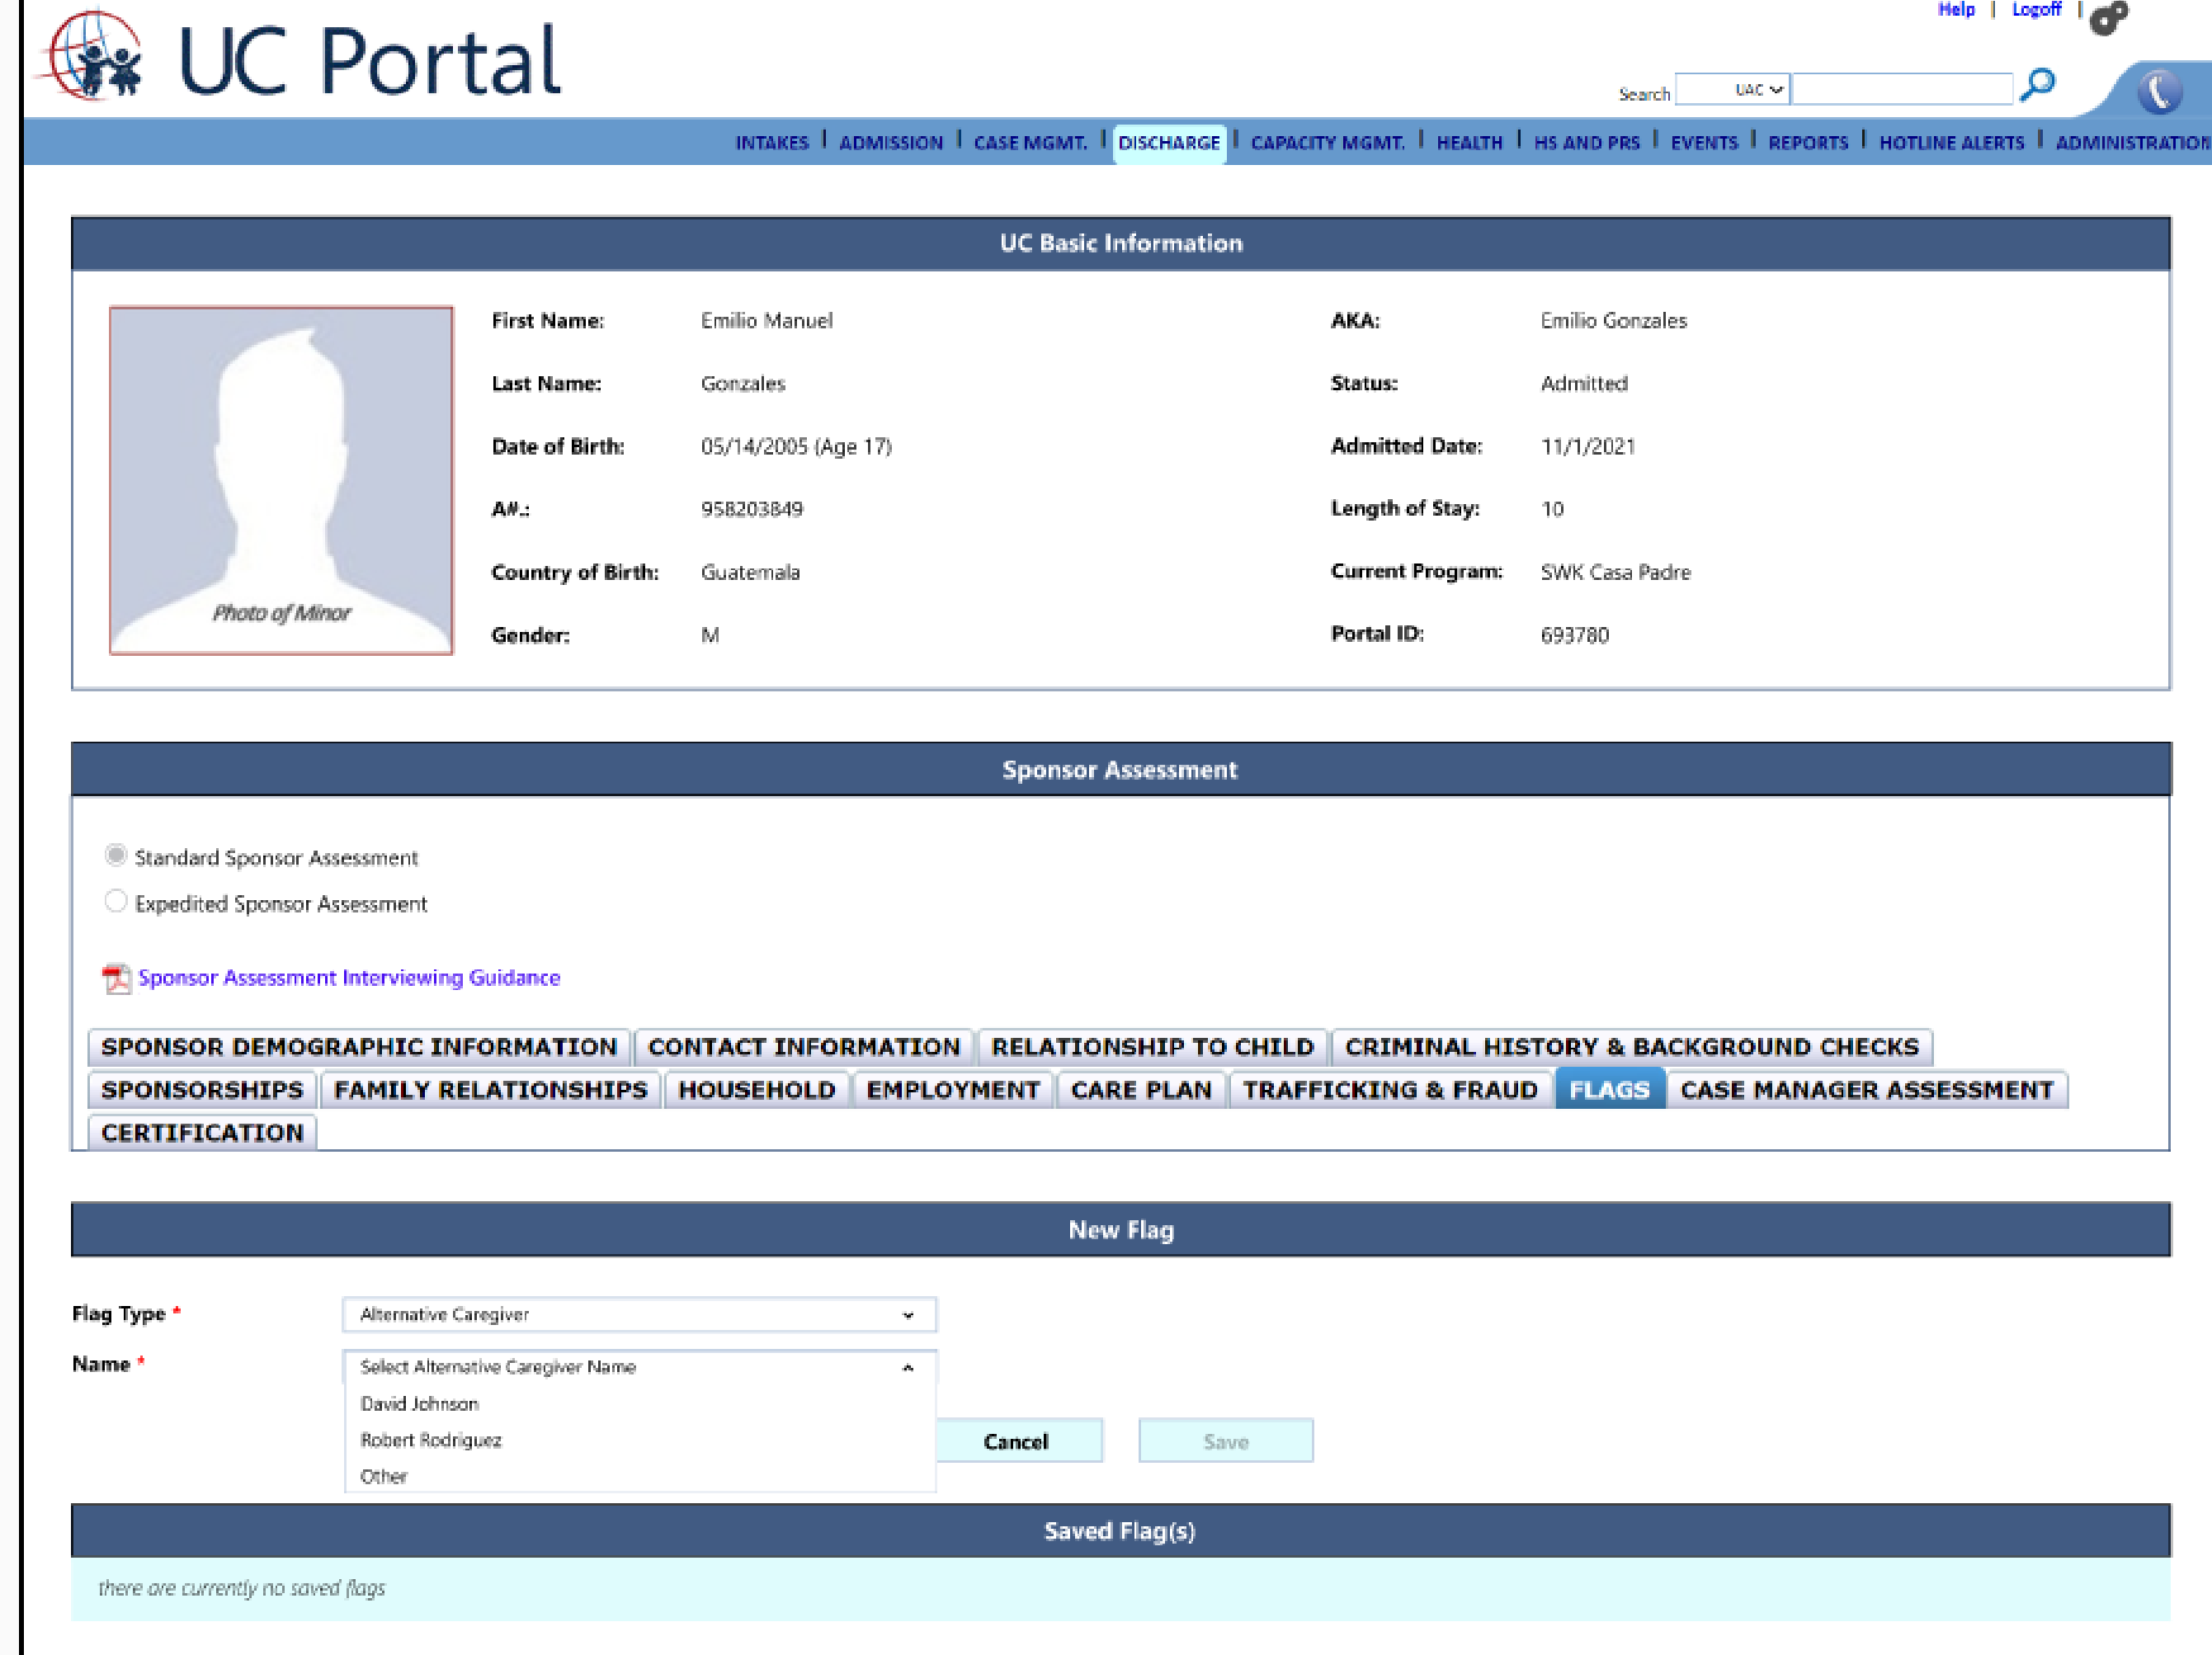 Help | Logoff |
UC Portal
Search UAC
INTAKES | ADMISSION | CASE MGMT. | DISCHARGE | CAPACITY MGMT. | HEALTH | HS AND PRS | EVENTS | REPORTS | HOTLINE ALERTS | ADMINISTRATION
UC Basic Information
Photo of Minor
First Name: Emilio Manuel AKA: Emilio Gonzales
Last Name: Gonzales Status: Admitted
Date of Birth: 05/14/2005 (Age 17) Admitted Date: 11/1/2021
A#.: 958203849 Length of Stay: 10
Country of Birth: Guatemala Current Program: SWK Casa Padre
Gender: M Portal ID: 693780
Sponsor Assessment
Standard Sponsor Assessment
Expedited Sponsor Assessment
Sponsor Assessment Interviewing Guidance
SPONSOR DEMOGRAPHIC INFORMATION CONTACT INFORMATION RELATIONSHIP TO CHILD CRIMINAL HISTORY & BACKGROUND CHECKS
SPONSORSHIPS FAMILY RELATIONSHIPS HOUSEHOLD EMPLOYMENT CARE PLAN TRAFFICKING & FRAUD FLAGS CASE MANAGER ASSESSMENT
CERTIFICATION
New Flag
Flag Type * Alternative Caregiver
Name * Select Alternative Caregiver Name
David Johnson
Robert Rodriguez
Other
Cancel Save
Saved Flag(s)
there are currently no saved flags